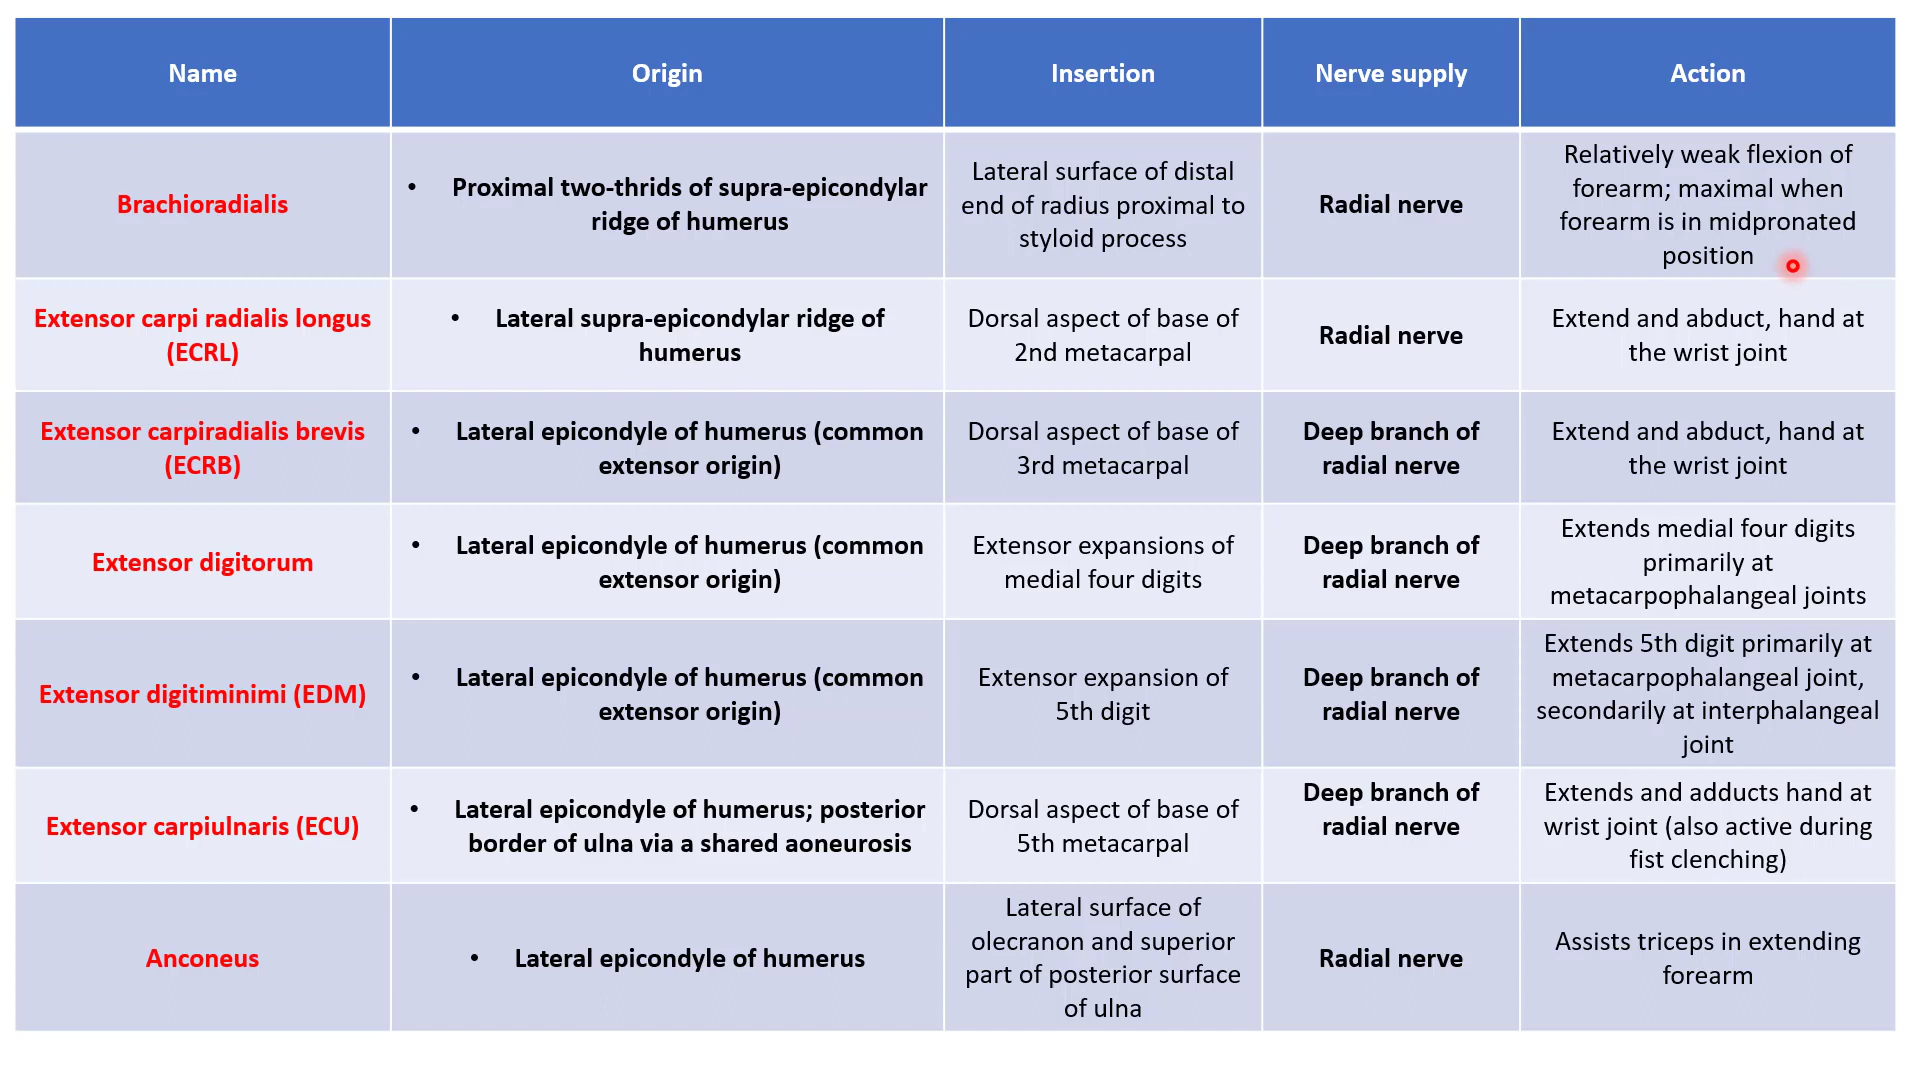 Name
Origin
Insertion
Nerve supply
Action
Brachioradialis
• Proximal two-thrids of supra-epicondylar
ridge of humerus
Lateral surface of distal
end of radius proximal to
styloid process
Radial nerve
Relatively weak flexion of
forearm; maximal when
forearm is in midpronated
position
Extensor carpi radialis longus
(ECRL)
• Lateral supra-epicondylar ridge of
humerus
Dorsal aspect of base of
2nd metacarpal
Radial nerve
Extend and abduct, hand at
the wrist joint
Extensor carpiradialis brevis
(ECRB)
• Lateral epicondyle of humerus (common
extensor origin)
Dorsal aspect of base of
3rd metacarpal
Deep branch of
radial nerve
Extend and abduct, hand at
the wrist joint
Extensor digitorum
• Lateral epicondyle of humerus (common
extensor origin)
Extensor expansions of
medial four digits
Deep branch of
radial nerve
Extends medial four digits
primarily at
metacarpophalangeal joints
Extensor digitiminimi (EDM)
• Lateral epicondyle of humerus (common
extensor origin)
Extensor expansion of
5th digit
Deep branch of
radial nerve
Extends 5th digit primarily at
metacarpophalangeal joint,
secondarily at interphalangeal
joint
Extensor carpiulnaris (ECU)
• Lateral epicondyle of humerus; posterior
border of ulna via a shared aoneurosis
Dorsal aspect of base of
5th metacarpal
Deep branch of
radial nerve
Extends and adducts hand at
wrist joint (also active during
fist clenching)
Anconeus
• Lateral epicondyle of humerus
Lateral surface of
olecranon and superior
part of posterior surface
of ulna
Radial nerve
Assists triceps in extending
forearm